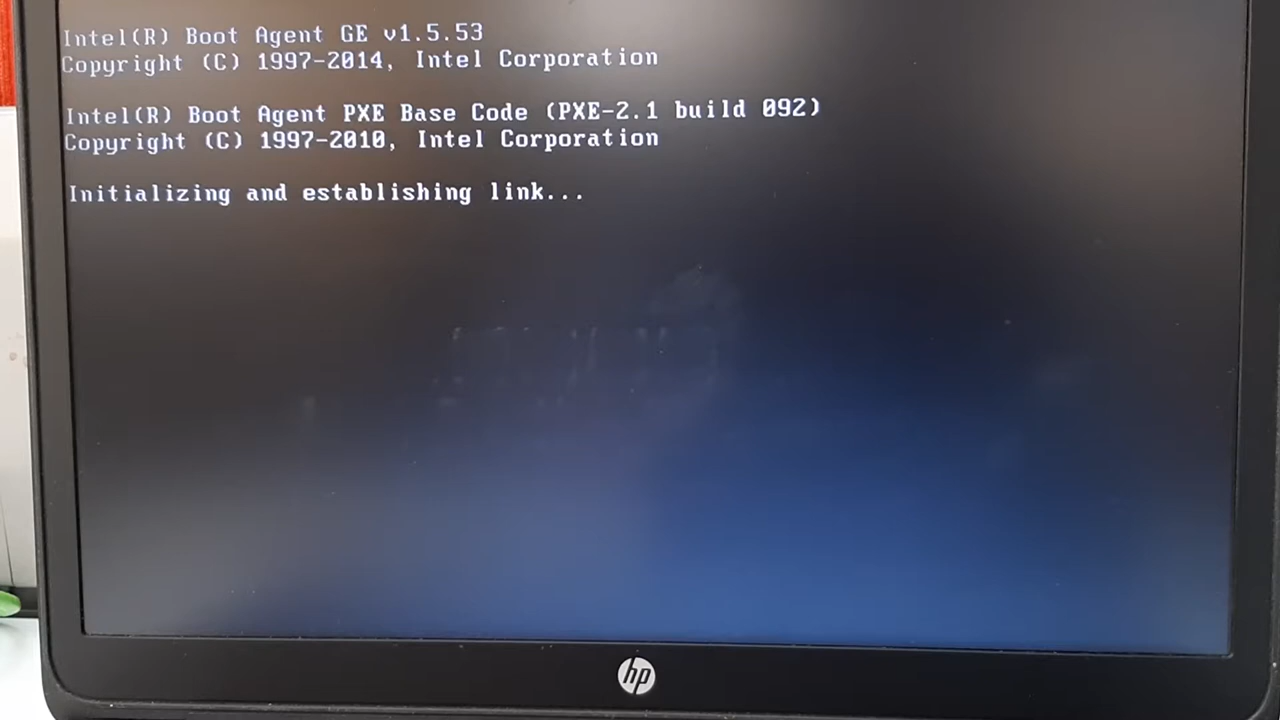 Intel(R) Boot Agent GE v1.5.53
Copyright (C) 1997-2014, Intel Corporation
Intel(R) Boot Agent PXE Base Code (PXE-2.1 build 092)
Copyright (C) 1997-2010, Intel Corporation
Initializing and establishing link...
hp